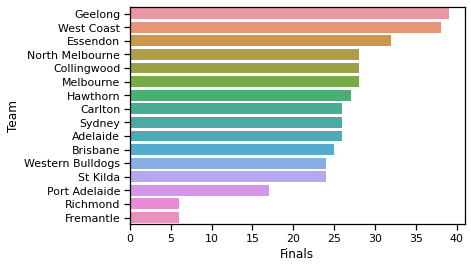 Geelong
West Coast
Essendon
North Melbourne
Collingwood
Melbourne
Hawthorn
Carlton
Sydney
Adelaide
Brisbane
Western Bulldogs
St Kilda
Port Adelaide
Richmond
Fremantle
Team
0 5 10 15 20 25 30 35 40
Finals